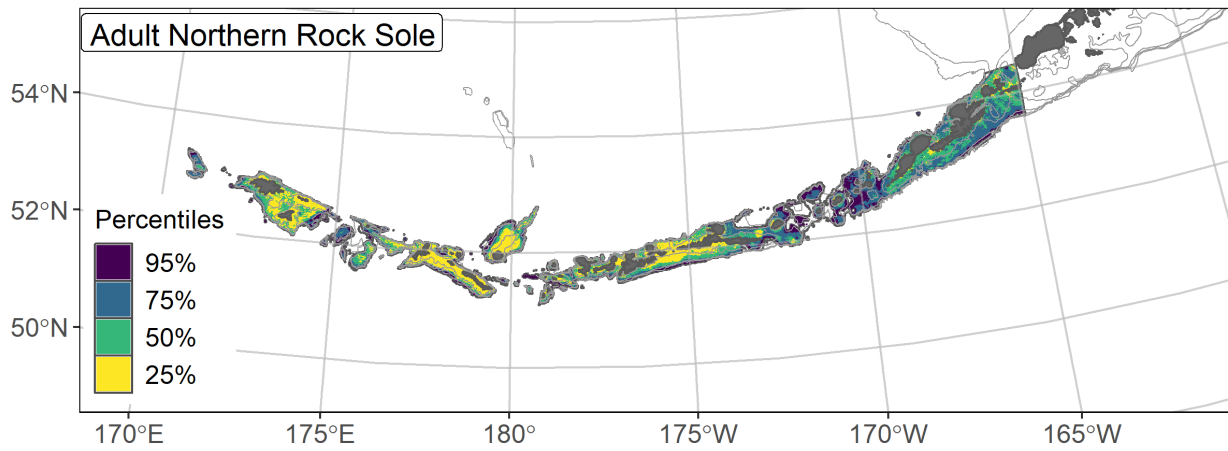 Adult Northern Rock Sole
54°N
52°N
50°N
Percentiles
95%
75%
50%
25%
170°E
175°E
180°
175°W
170°W
165°W